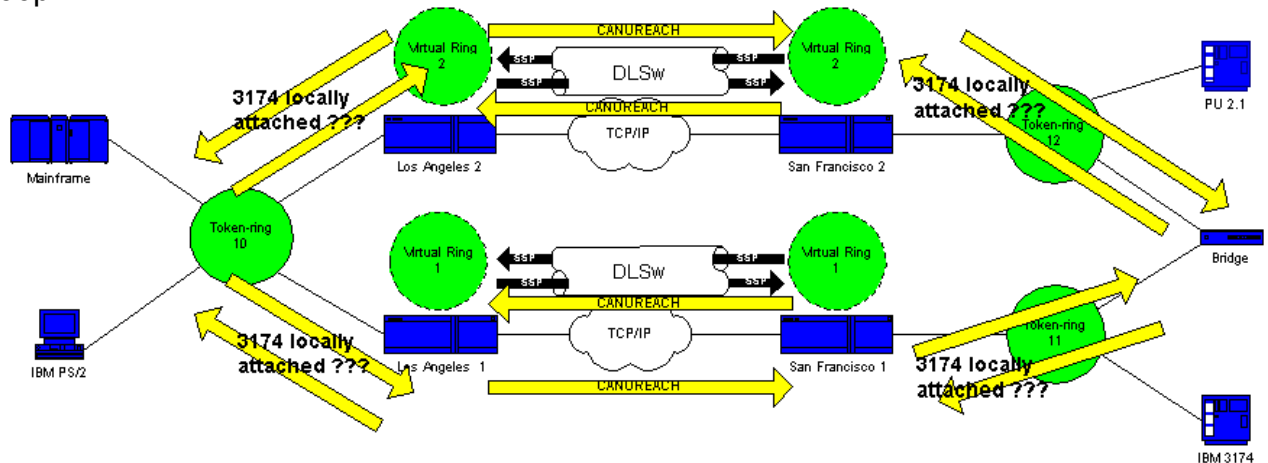 CANUREACH
Virtual Ring
2
SSP
SSP
DLSw
SSP
SSP
Virtual Ring
2
3174 locally
attached ???
CANUREACH
3174 locally
attached ???
PU 2.1
Mainframe
TCP/IP
Token-ring
12
Los Angeles 2
San Francisco 2
Token-ring
10
Virtual Ring
1
SSP
SSP
DLSw
SSP
SSP
Virtual Ring
1
Bridge
CANUREACH
TCP/IP
Token-ring
11
3174 locally
attached ???
IBM PS/2
Los Angeles 1
San Francisco 1
3174 locally
attached ???
CANUREACH
IBM 3174